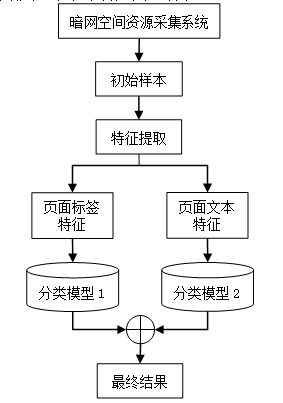 暗网空间资源采集系统
初始样本
特征提取
页面标签
特征
页面文本
特征
分类模型1
分类模型2
最终结果